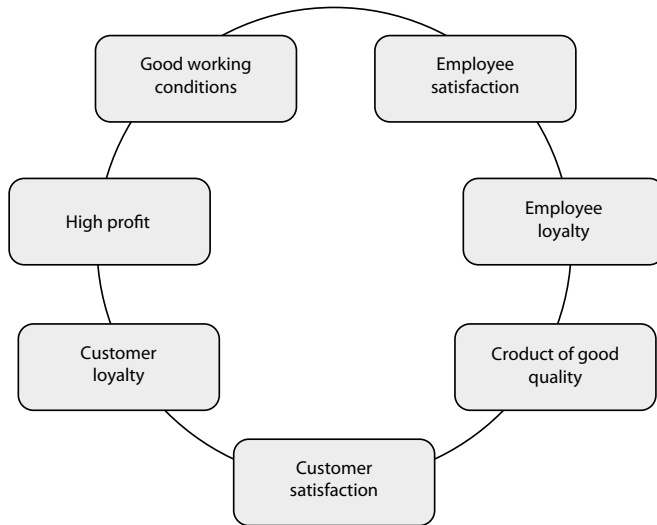 Good working
conditions
Employee
satisfaction
High profit
Employee
loyalty
Customer
loyalty
Croduct of good
quality
Customer
satisfaction